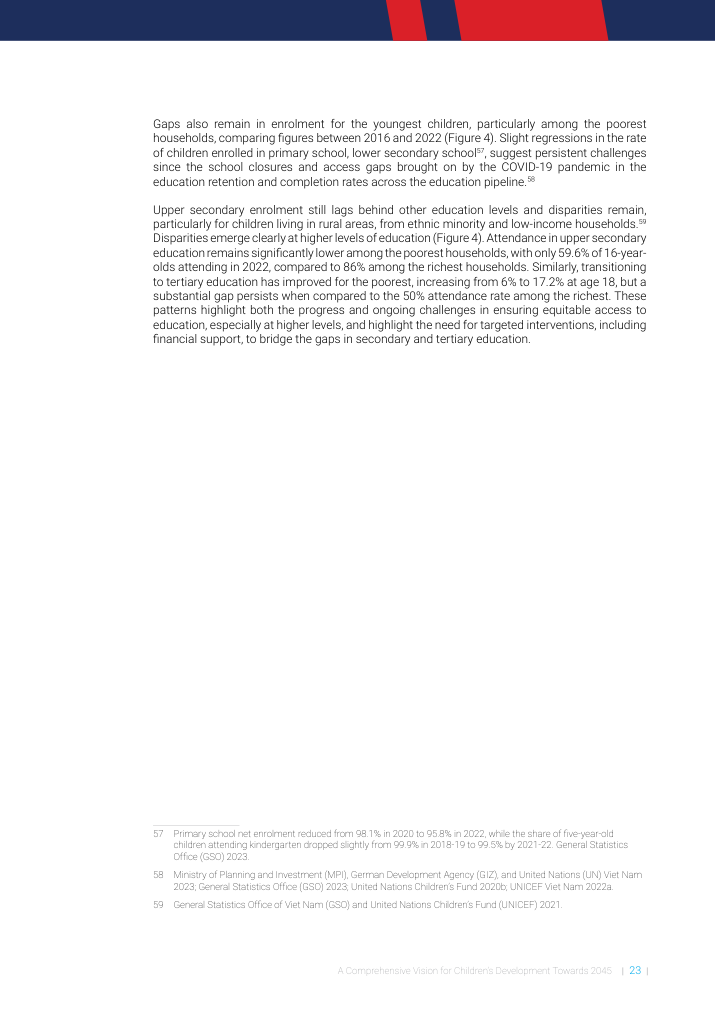 Gaps also remain in enrolment for the youngest children, particularly among the poorest
households, comparing figures between 2016 and 2022 (Figure 4). Slight regressions in the rate
of children enrolled in primary school, lower secondary school57, suggest persistent challenges
since the school closures and access gaps brought on by the COVID-19 pandemic in the
education retention and completion rates across the education pipeline.58
Upper secondary enrolment still lags behind other education levels and disparities remain,
particularly for children living in rural areas, from ethnic minority and low-income households.59
Disparities emerge clearly at higher levels of education (Figure 4). Attendance in upper secondary
education remains significantly lower among the poorest households, with only 59.6% of 16-year-
olds attending in 2022, compared to 86% among the richest households. Similarly, transitioning
to tertiary education has improved for the poorest, increasing from 6% to 17.2% at age 18, but a
substantial gap persists when compared to the 50% attendance rate among the richest. These
patterns highlight both the progress and ongoing challenges in ensuring equitable access to
education, especially at higher levels, and highlight the need for targeted interventions, including
financial support, to bridge the gaps in secondary and tertiary education.
57 Primary school net enrolment reduced from 98.1% in 2020 to 95.8% in 2022, while the share of five-year-old
children attending kindergarten dropped slightly from 99.9% in 2018-19 to 99.5% by 2021-22. General Statistics
Office (GSO) 2023.
58 Ministry of Planning and Investment (MPI), German Development Agency (GIZ), and United Nations (UN) Viet Nam
2023; General Statistics Office (GSO) 2023; United Nations Children's Fund 2020b; UNICEF Viet Nam 2022a.
59 General Statistics Office of Viet Nam (GSO) and United Nations Children's Fund (UNICEF) 2021.
A Comprehensive Vision for Children's Development Towards 2045 | 23 |